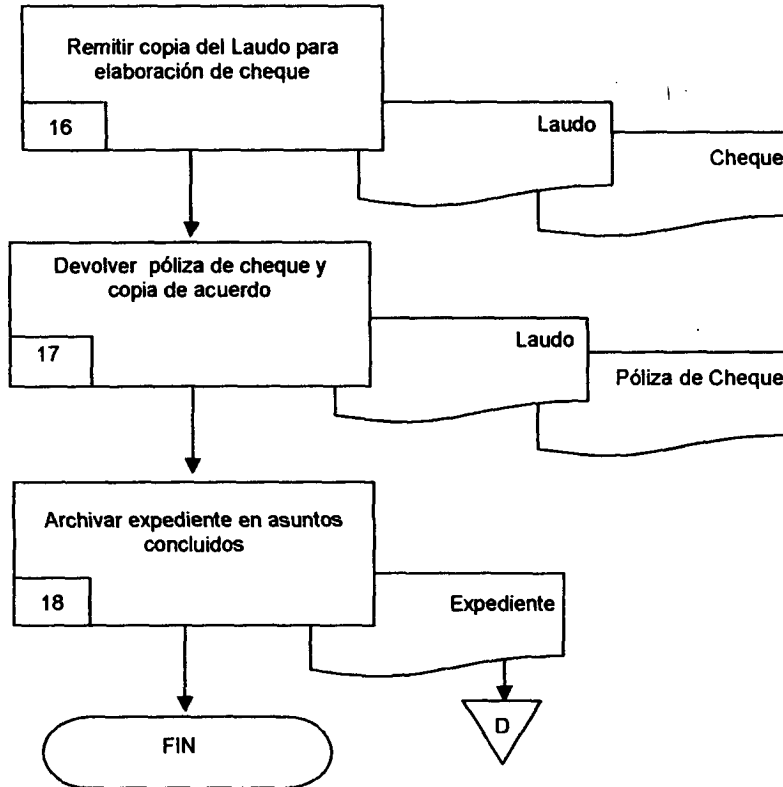 Remitir copia del Laudo para
elaboración de cheque
16
Laudo
Cheque
Devolver póliza de cheque y
copia de acuerdo
17
Laudo
Póliza de Cheque
Archivar expediente en asuntos
concluidos
18
Expediente
FIN
D